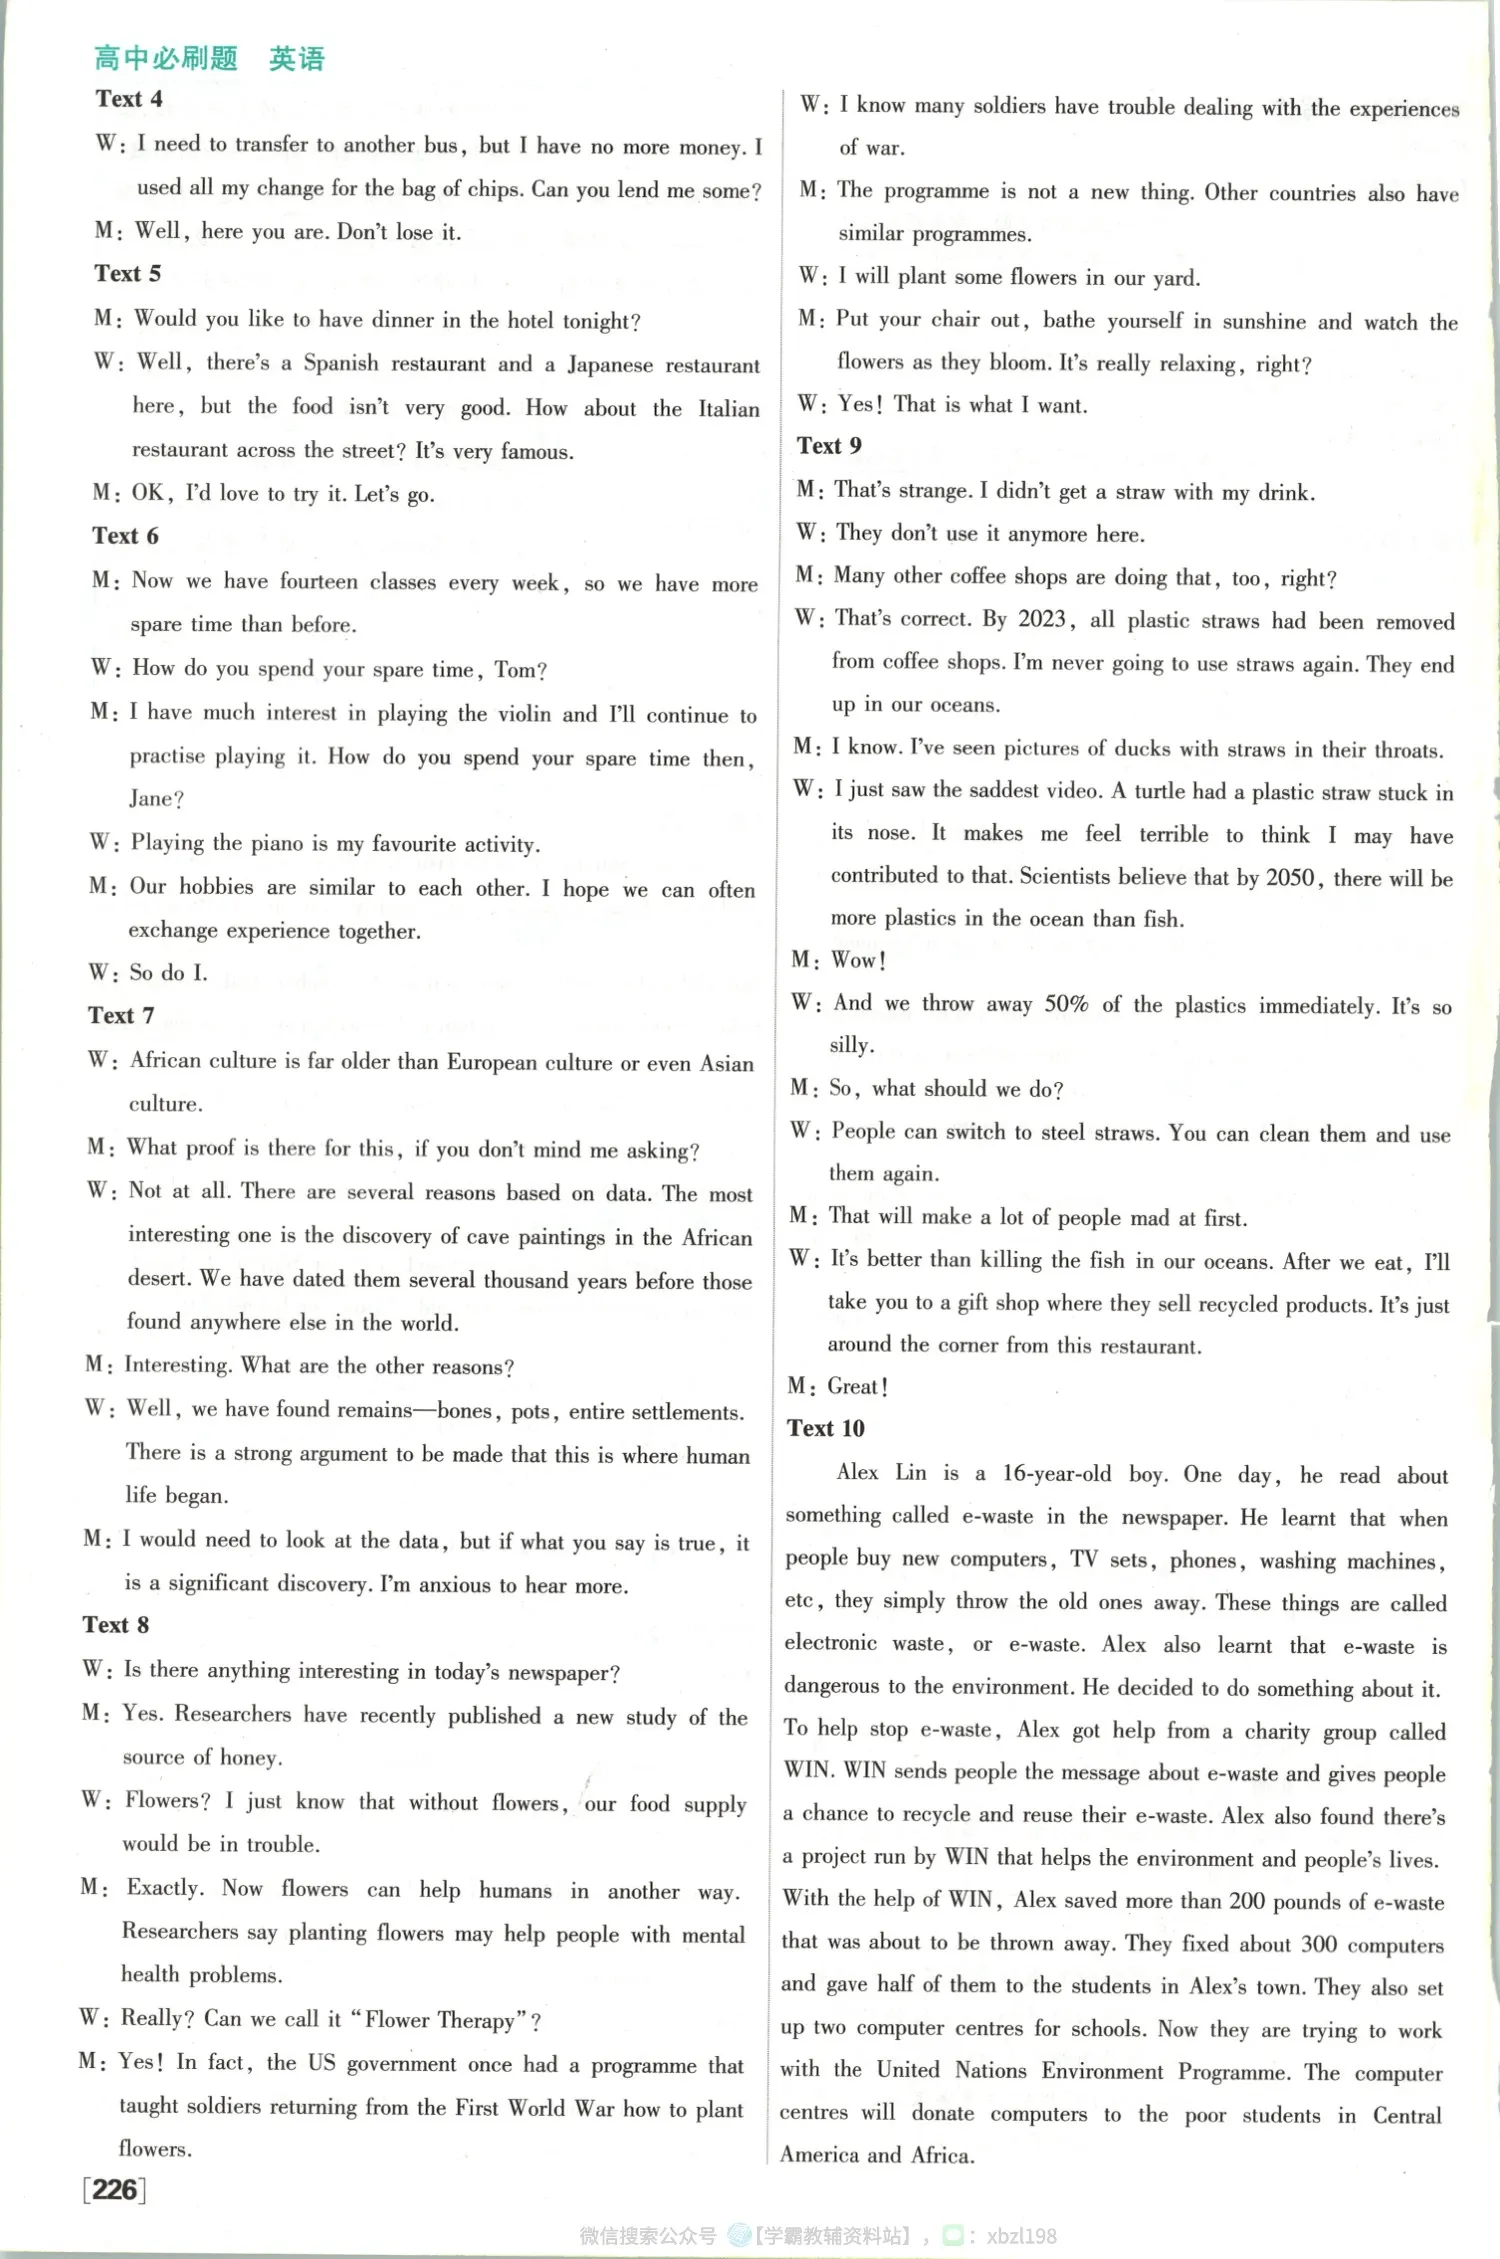 高中必刷题 英语
Text 4
W: I need to transfer to another bus, but I have no more money. I
used all my change for the bag of chips. Can you lend me some?
M: Well, here you are. Don't lose it.
Text 5
M: Would you like to have dinner in the hotel tonight?
W: Well, there's a Spanish restaurant and a Japanese restaurant
here, but the food isn't very good. How about the Italian
restaurant across the street? It's very famous.
M: OK, I'd love to try it. Let's go.
Text 6
M: Now we have fourteen classes every week, so we have more
spare time than before.
W: How do you spend your spare time, Tom?
M: I have much interest in playing the violin and I'll continue to
practise playing it. How do you spend your spare time then,
Jane?
W: Playing the piano is my favourite activity.
M: Our hobbies are similar to each other. I hope we can often
exchange experience together.
W: So do I.
Text 7
W: African culture is far older than European culture or even Asian
culture.
M: What proof is there for this, if you don't mind me asking?
W: Not at all. There are several reasons based on data. The most
interesting one is the discovery of cave paintings in the African
desert. We have dated them several thousand years before those
found anywhere else in the world.
M: Interesting. What are the other reasons?
W: Well, we have found remains—bones, pots, entire settlements.
There is a strong argument to be made that this is where human
life began.
M: I would need to look at the data, but if what you say is true, it
is a significant discovery. I'm anxious to hear more.
Text 8
W: Is there anything interesting in today's newspaper?
M: Yes. Researchers have recently published a new study of the
source of honey.
W: Flowers? I just know that without flowers, our food supply
would be in trouble.
M: Exactly. Now flowers can help humans in another way.
Researchers say planting flowers may help people with mental
health problems.
W: Really? Can we call it “Flower Therapy”?
M: Yes! In fact, the US government once had a programme that
taught soldiers returning from the First World War how to plant
flowers.
W: I know many soldiers have trouble dealing with the experiences
of war.
M: The programme is not a new thing. Other countries also have
similar programmes.
W: I will plant some flowers in our yard.
M: Put your chair out, bathe yourself in sunshine and watch the
flowers as they bloom. It's really relaxing, right?
W: Yes! That is what I want.
Text 9
M: That's strange. I didn't get a straw with my drink.
W: They don't use it anymore here.
M: Many other coffee shops are doing that, too, right?
W: That's correct. By 2023, all plastic straws had been removed
from coffee shops. I'm never going to use straws again. They end
up in our oceans.
M: I know. I've seen pictures of ducks with straws in their throats.
W: I just saw the saddest video. A turtle had a plastic straw stuck in
its nose. It makes me feel terrible to think I may have
contributed to that. Scientists believe that by 2050, there will be
more plastics in the ocean than fish.
M: Wow!
W: And we throw away 50% of the plastics immediately. It's so
silly.
M: So, what should we do?
W: People can switch to steel straws. You can clean them and use
them again.
M: That will make a lot of people mad at first.
W: It's better than killing the fish in our oceans. After we eat, I'll
take you to a gift shop where they sell recycled products. It's just
around the corner from this restaurant.
M: Great!
Text 10
Alex Lin is a 16-year-old boy. One day, he read about
something called e-waste in the newspaper. He learnt that when
people buy new computers, TV sets, phones, washing machines,
etc, they simply throw the old ones away. These things are called
electronic waste, or e-waste. Alex also learnt that e-waste is
dangerous to the environment. He decided to do something about it.
To help stop e-waste, Alex got help from a charity group called
WIN. WIN sends people the message about e-waste and gives people
a chance to recycle and reuse their e-waste. Alex also found there's
a project run by WIN that helps the environment and people's lives.
With the help of WIN, Alex saved more than 200 pounds of e-waste
that was about to be thrown away. They fixed about 300 computers
and gave half of them to the students in Alex's town. They also set
up two computer centres for schools. Now they are trying to work
with the United Nations Environment Programme. The computer
centres will donate computers to the poor students in Central
America and Africa.
[226]
微信搜索公众号 【学霸教辅资料站】, : xbzl198